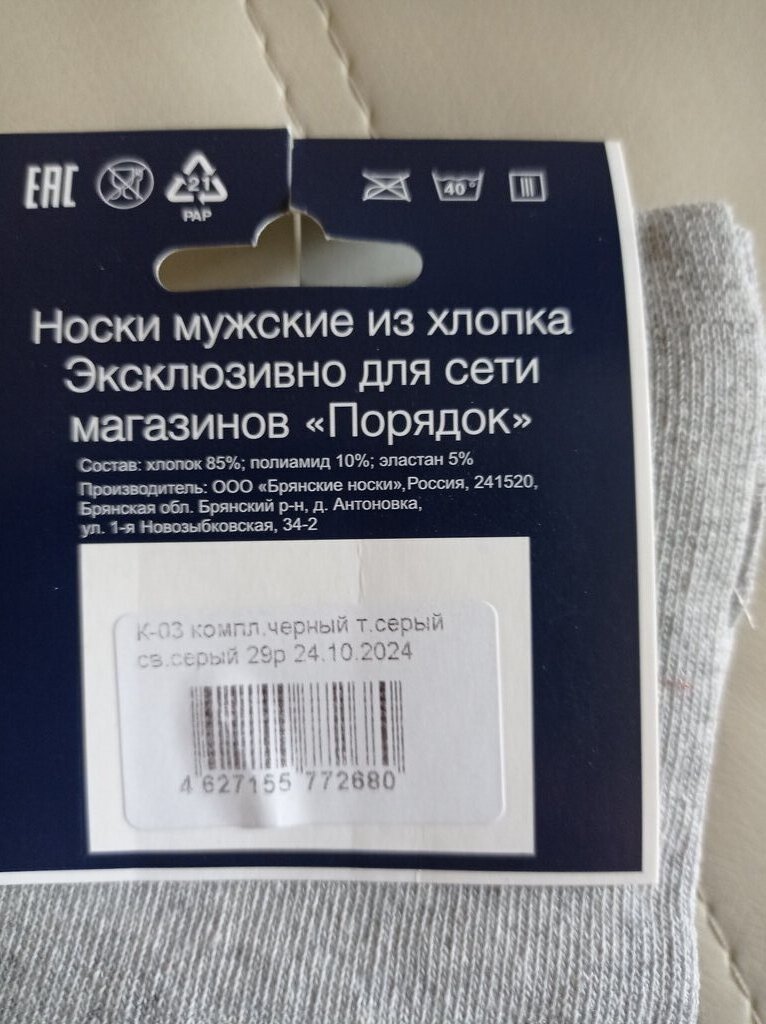 EAC
21
PAP
40
Носки мужские из хлопка
Эксклюзивно для сети
магазинов «Порядок»
Состав: хлопок 85%; полиамид 10%; эластан 5%
Производитель: ООО «Брянские носки»,Россия, 241520,
Брянская обл. Брянский р-н, д. Антоновка,
ул. 1-я Новозыбковская, 34-2
К-03 компл.черный т.серый
св.серый 29р 24.10.2024
4 627155 772680